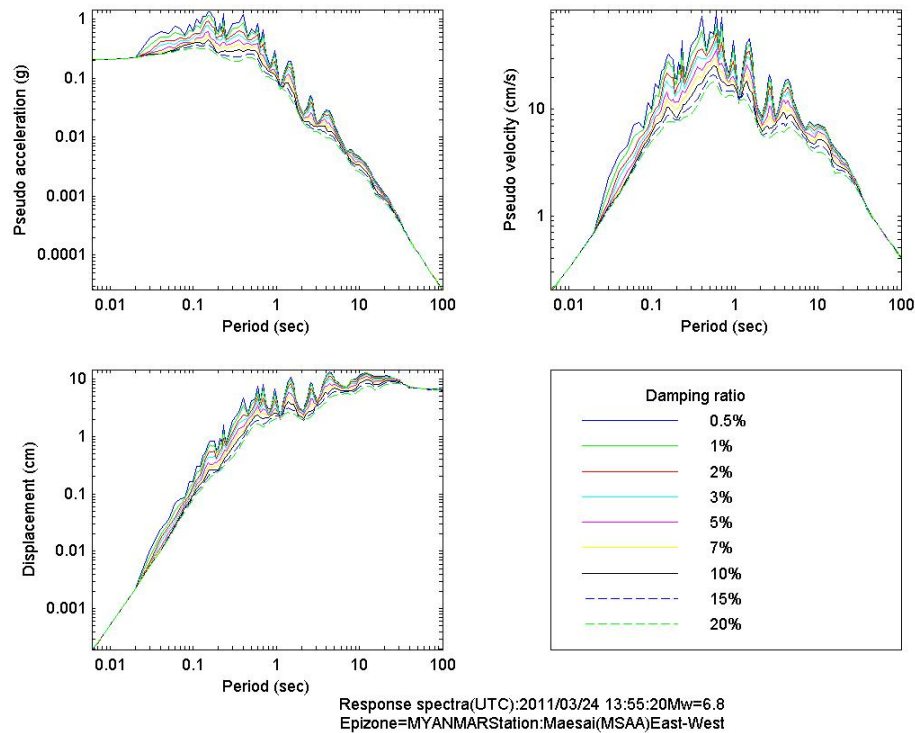 1
0.1
0.01
0.001
0.0001
Pseudo acceleration (g)
0.01 0.1 1 10 100
Period (sec)
10
1
Pseudo velocity (cm/s)
0.01 0.1 1 10 100
Period (sec)
10
1
0.1
0.01
0.001
Displacement (cm)
0.01 0.1 1 10 100
Period (sec)
Damping ratio
0.5%
1%
2%
3%
5%
7%
10%
15%
20%
Response spectra(UTC):2011/03/24 13:55:20Mw=6.8
Epizone=MYANMARStation:Maesai(MSAA)East-West